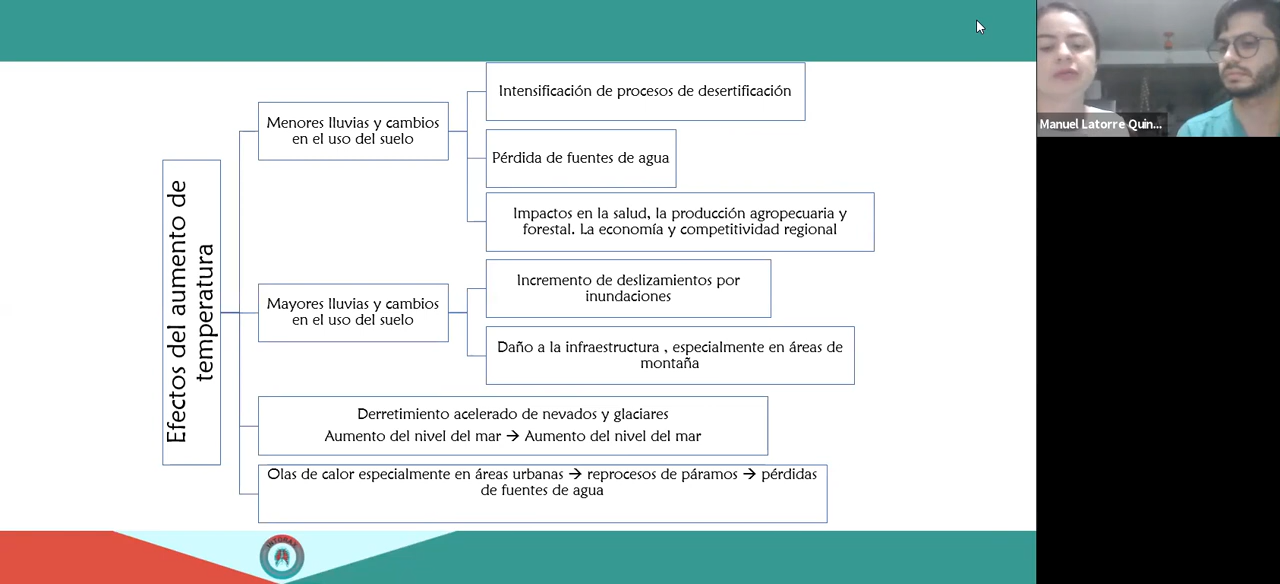 Efectos del aumento de
temperatura
Menores lluvias y cambios
en el uso del suelo
Intensificación de procesos de desertificación
Pérdida de fuentes de agua
Impactos en la salud, la producción agropecuaria y
forestal. La economía y competitividad regional
Mayores lluvias y cambios
en el uso del suelo
Incremento de deslizamientos por
inundaciones
Daño a la infraestructura , especialmente en áreas de
montaña
Derretimiento acelerado de nevados y glaciares
Aumento del nivel del mar → Aumento del nivel del mar
Olas de calor especialmente en áreas urbanas → reprocesos de páramos → pérdidas
de fuentes de agua
Manuel Latorre Quin...